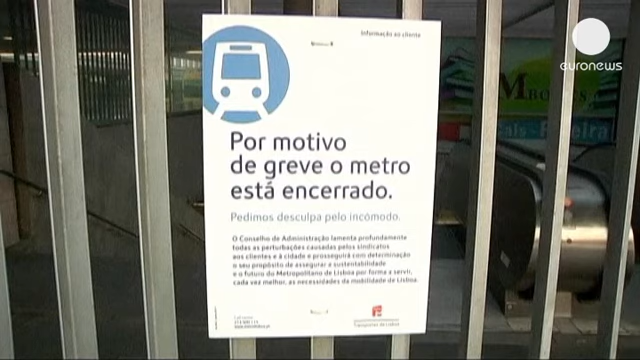 Informação ao cliente
euronews
Por motivo
de greve o metro
está encerrado.
Pedimos desculpa pelo incómodo.
O Conselho de Administração lamenta profundamente
todas as perturbações causadas pelos sindicatos
aos clientes e à cidade e prosseguirá com determinação
o seu propósito de assegurar a sustentabilidade
e o futuro do Metropolitano de Lisboa por forma a servir,
cada vez melhor, as necessidades da mobilidade de Lisboa.
Transportes de Lisboa